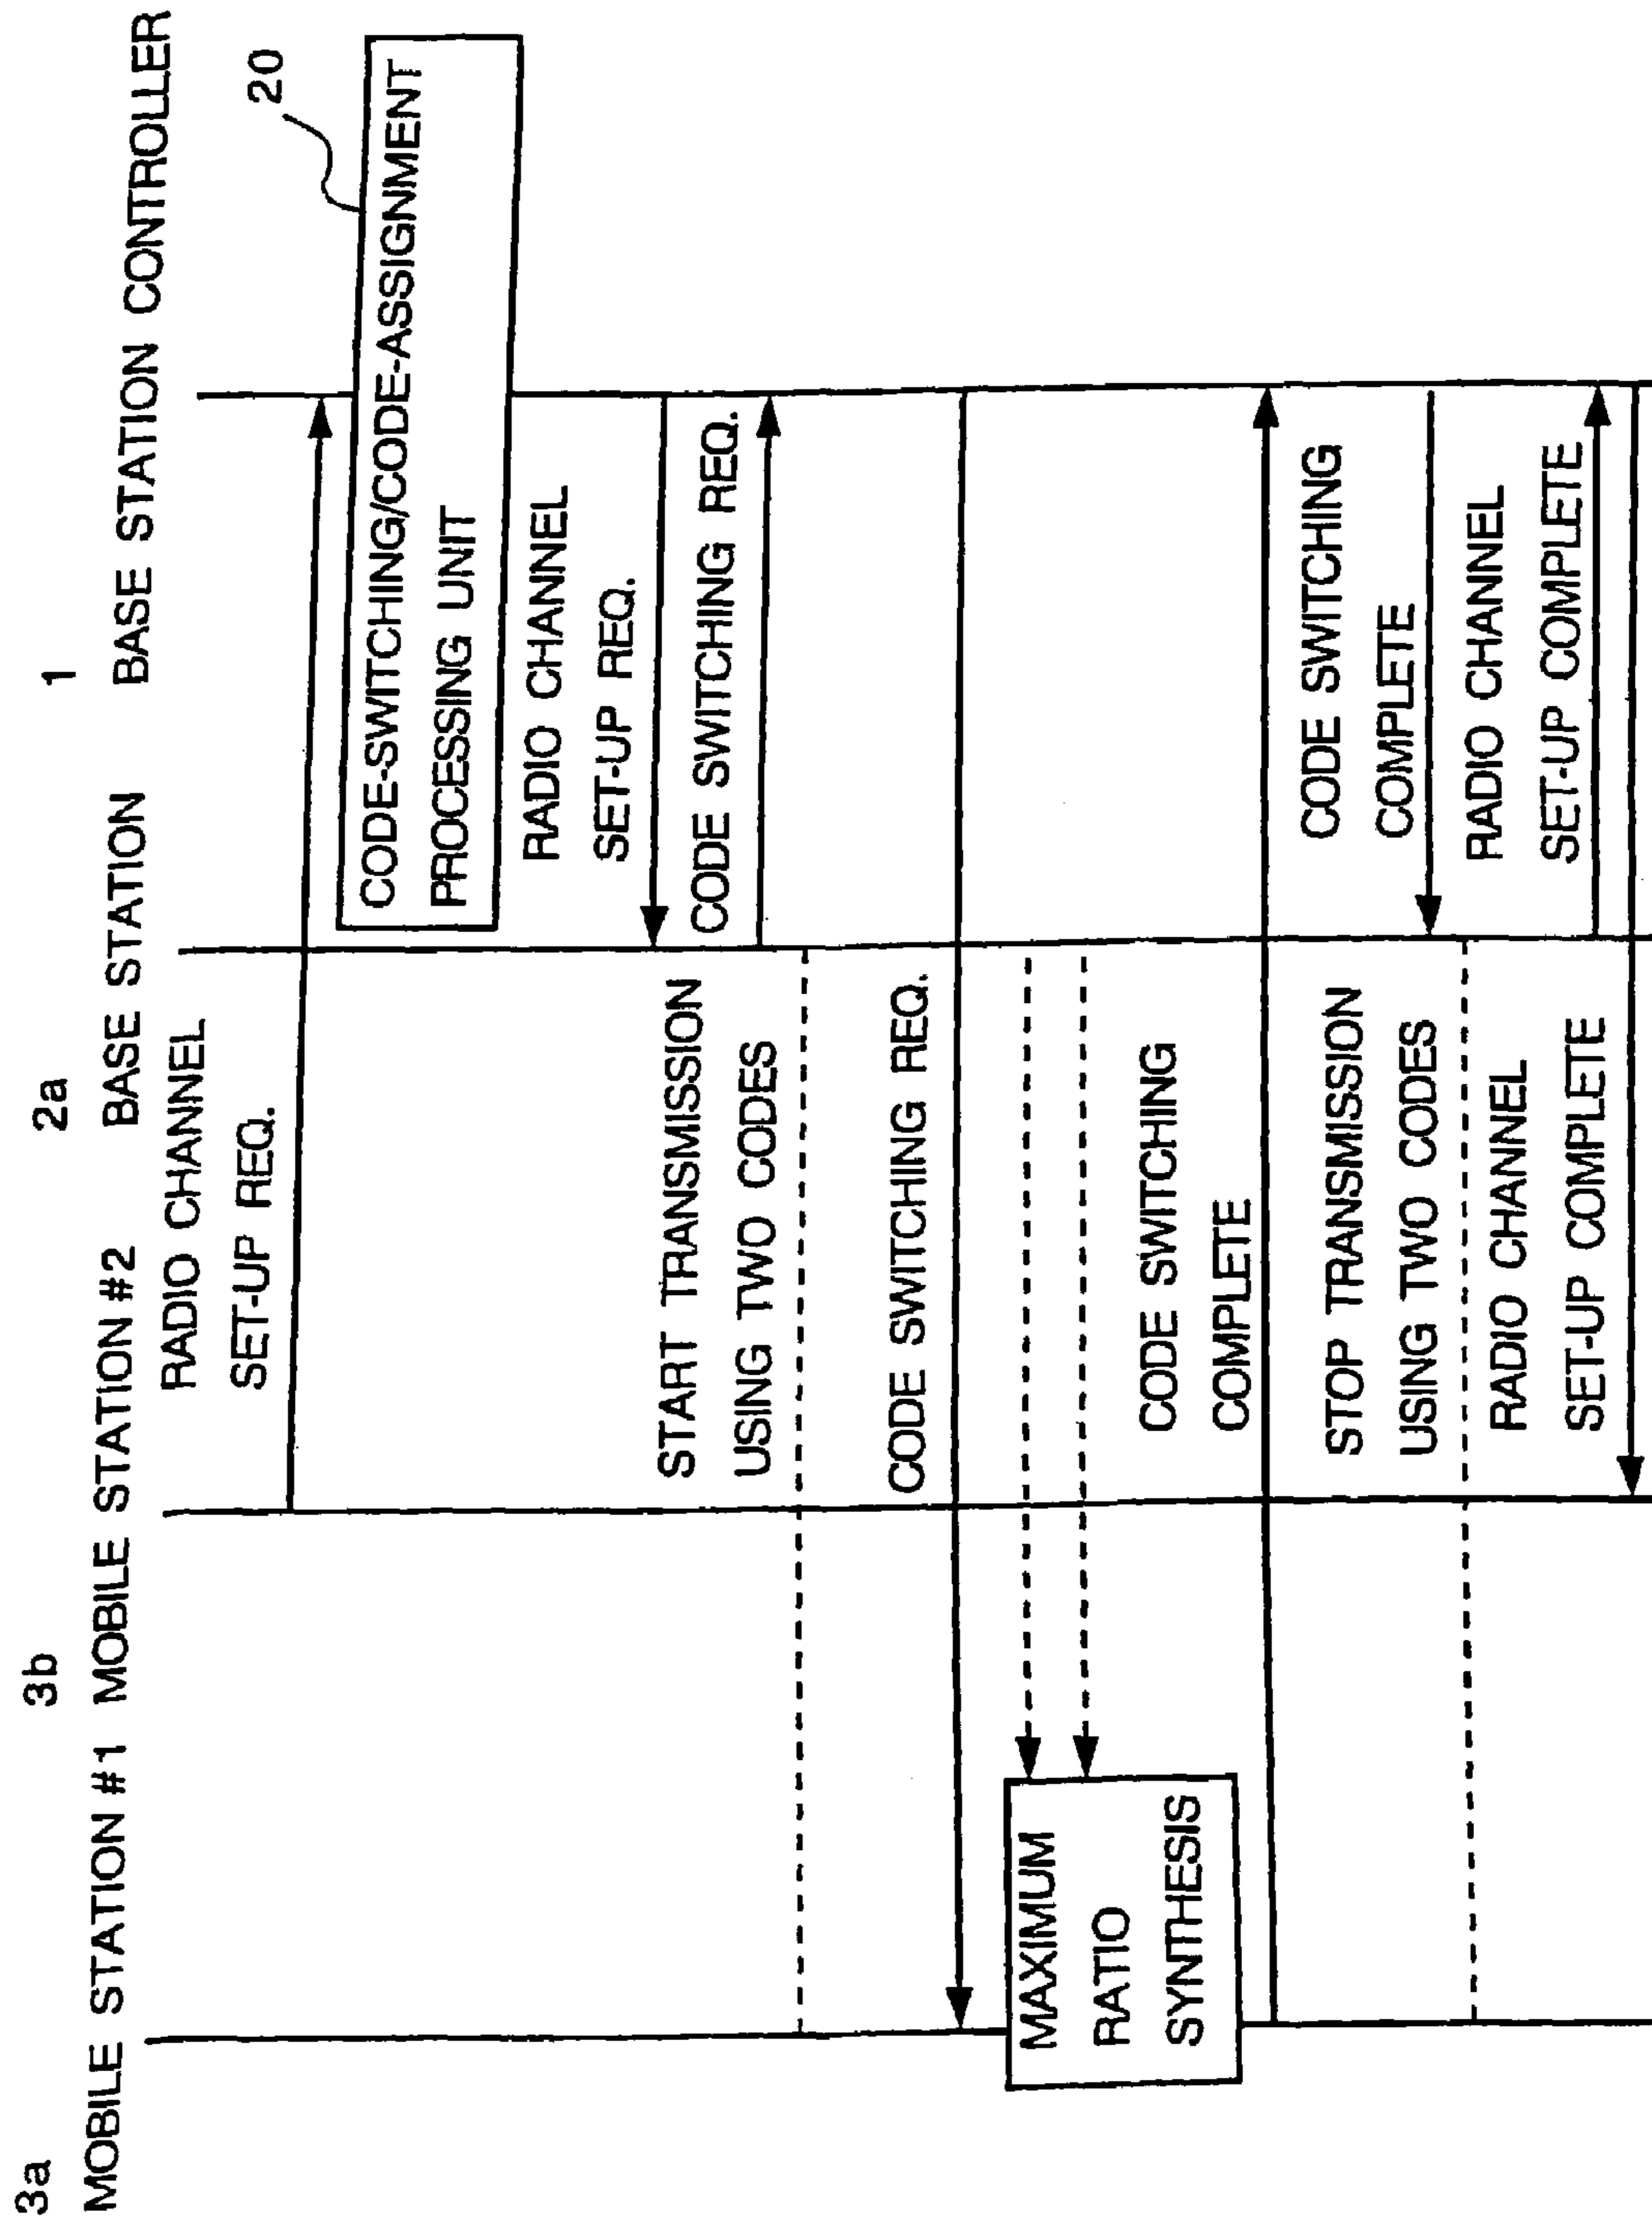 3a
3b
2a
1
MOBILE STATION #1
MOBILE STATION #2
BASE STATION
BASE STATION CONTROLLER
RADIO CHANNEL
SET-UP REQ.
20
CODE-SWITCHING/CODE-ASSIGNMENT
PROCESSING UNIT
RADIO CHANNEL
SET-UP REQ.
START TRANSMISSION
USING TWO CODES
CODE SWITCHING REQ.
CODE SWITCHING REQ.
MAXIMUM
RATIO
SYNTHESIS
CODE SWITCHING
COMPLETE
CODE SWITCHING
COMPLETE
STOP TRANSMISSION
USING TWO CODES
RADIO CHANNEL
SET-UP COMPLETE
RADIO CHANNEL
SET-UP COMPLETE